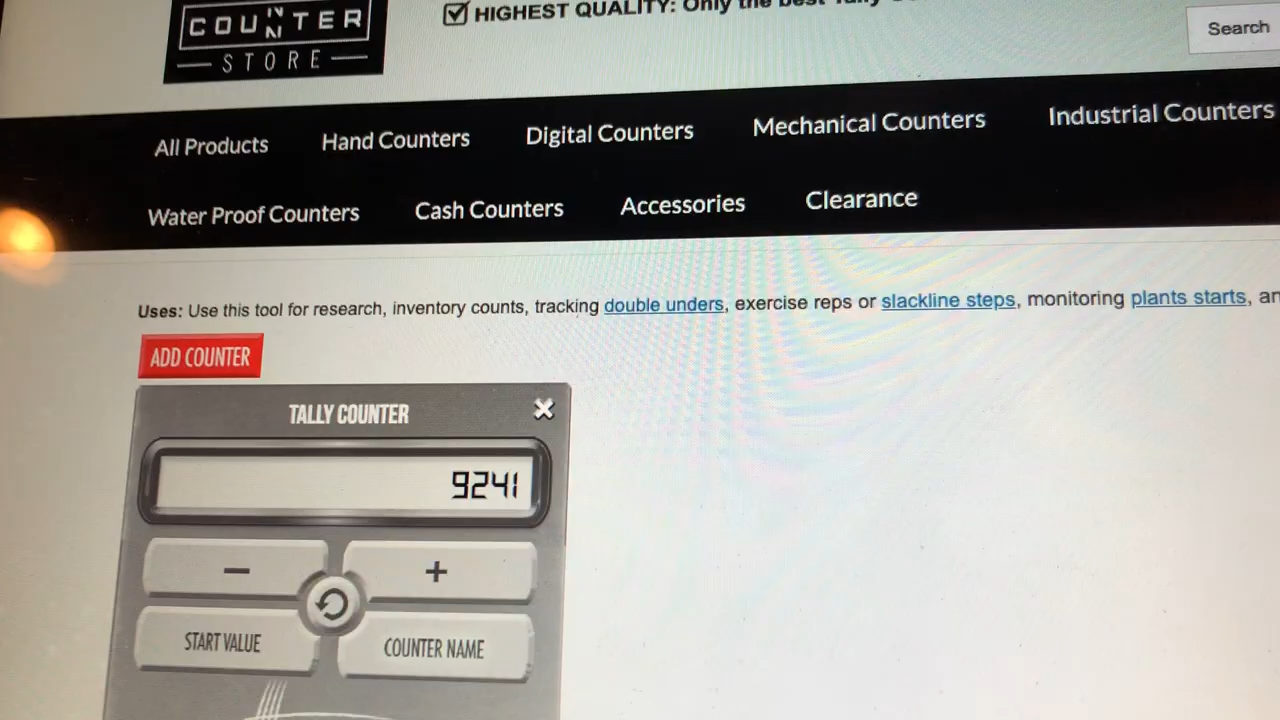 COUNTER
STORE
HIGHEST QUALITY: Only the best Tally
Search
All Products Hand Counters Digital Counters Mechanical Counters Industrial Counters
Water Proof Counters Cash Counters Accessories Clearance
Uses: Use this tool for research, inventory counts, tracking double unders, exercise reps or slackline steps, monitoring plants starts,
ADD COUNTER
TALLY COUNTER
9241
− +
START VALUE COUNTER NAME